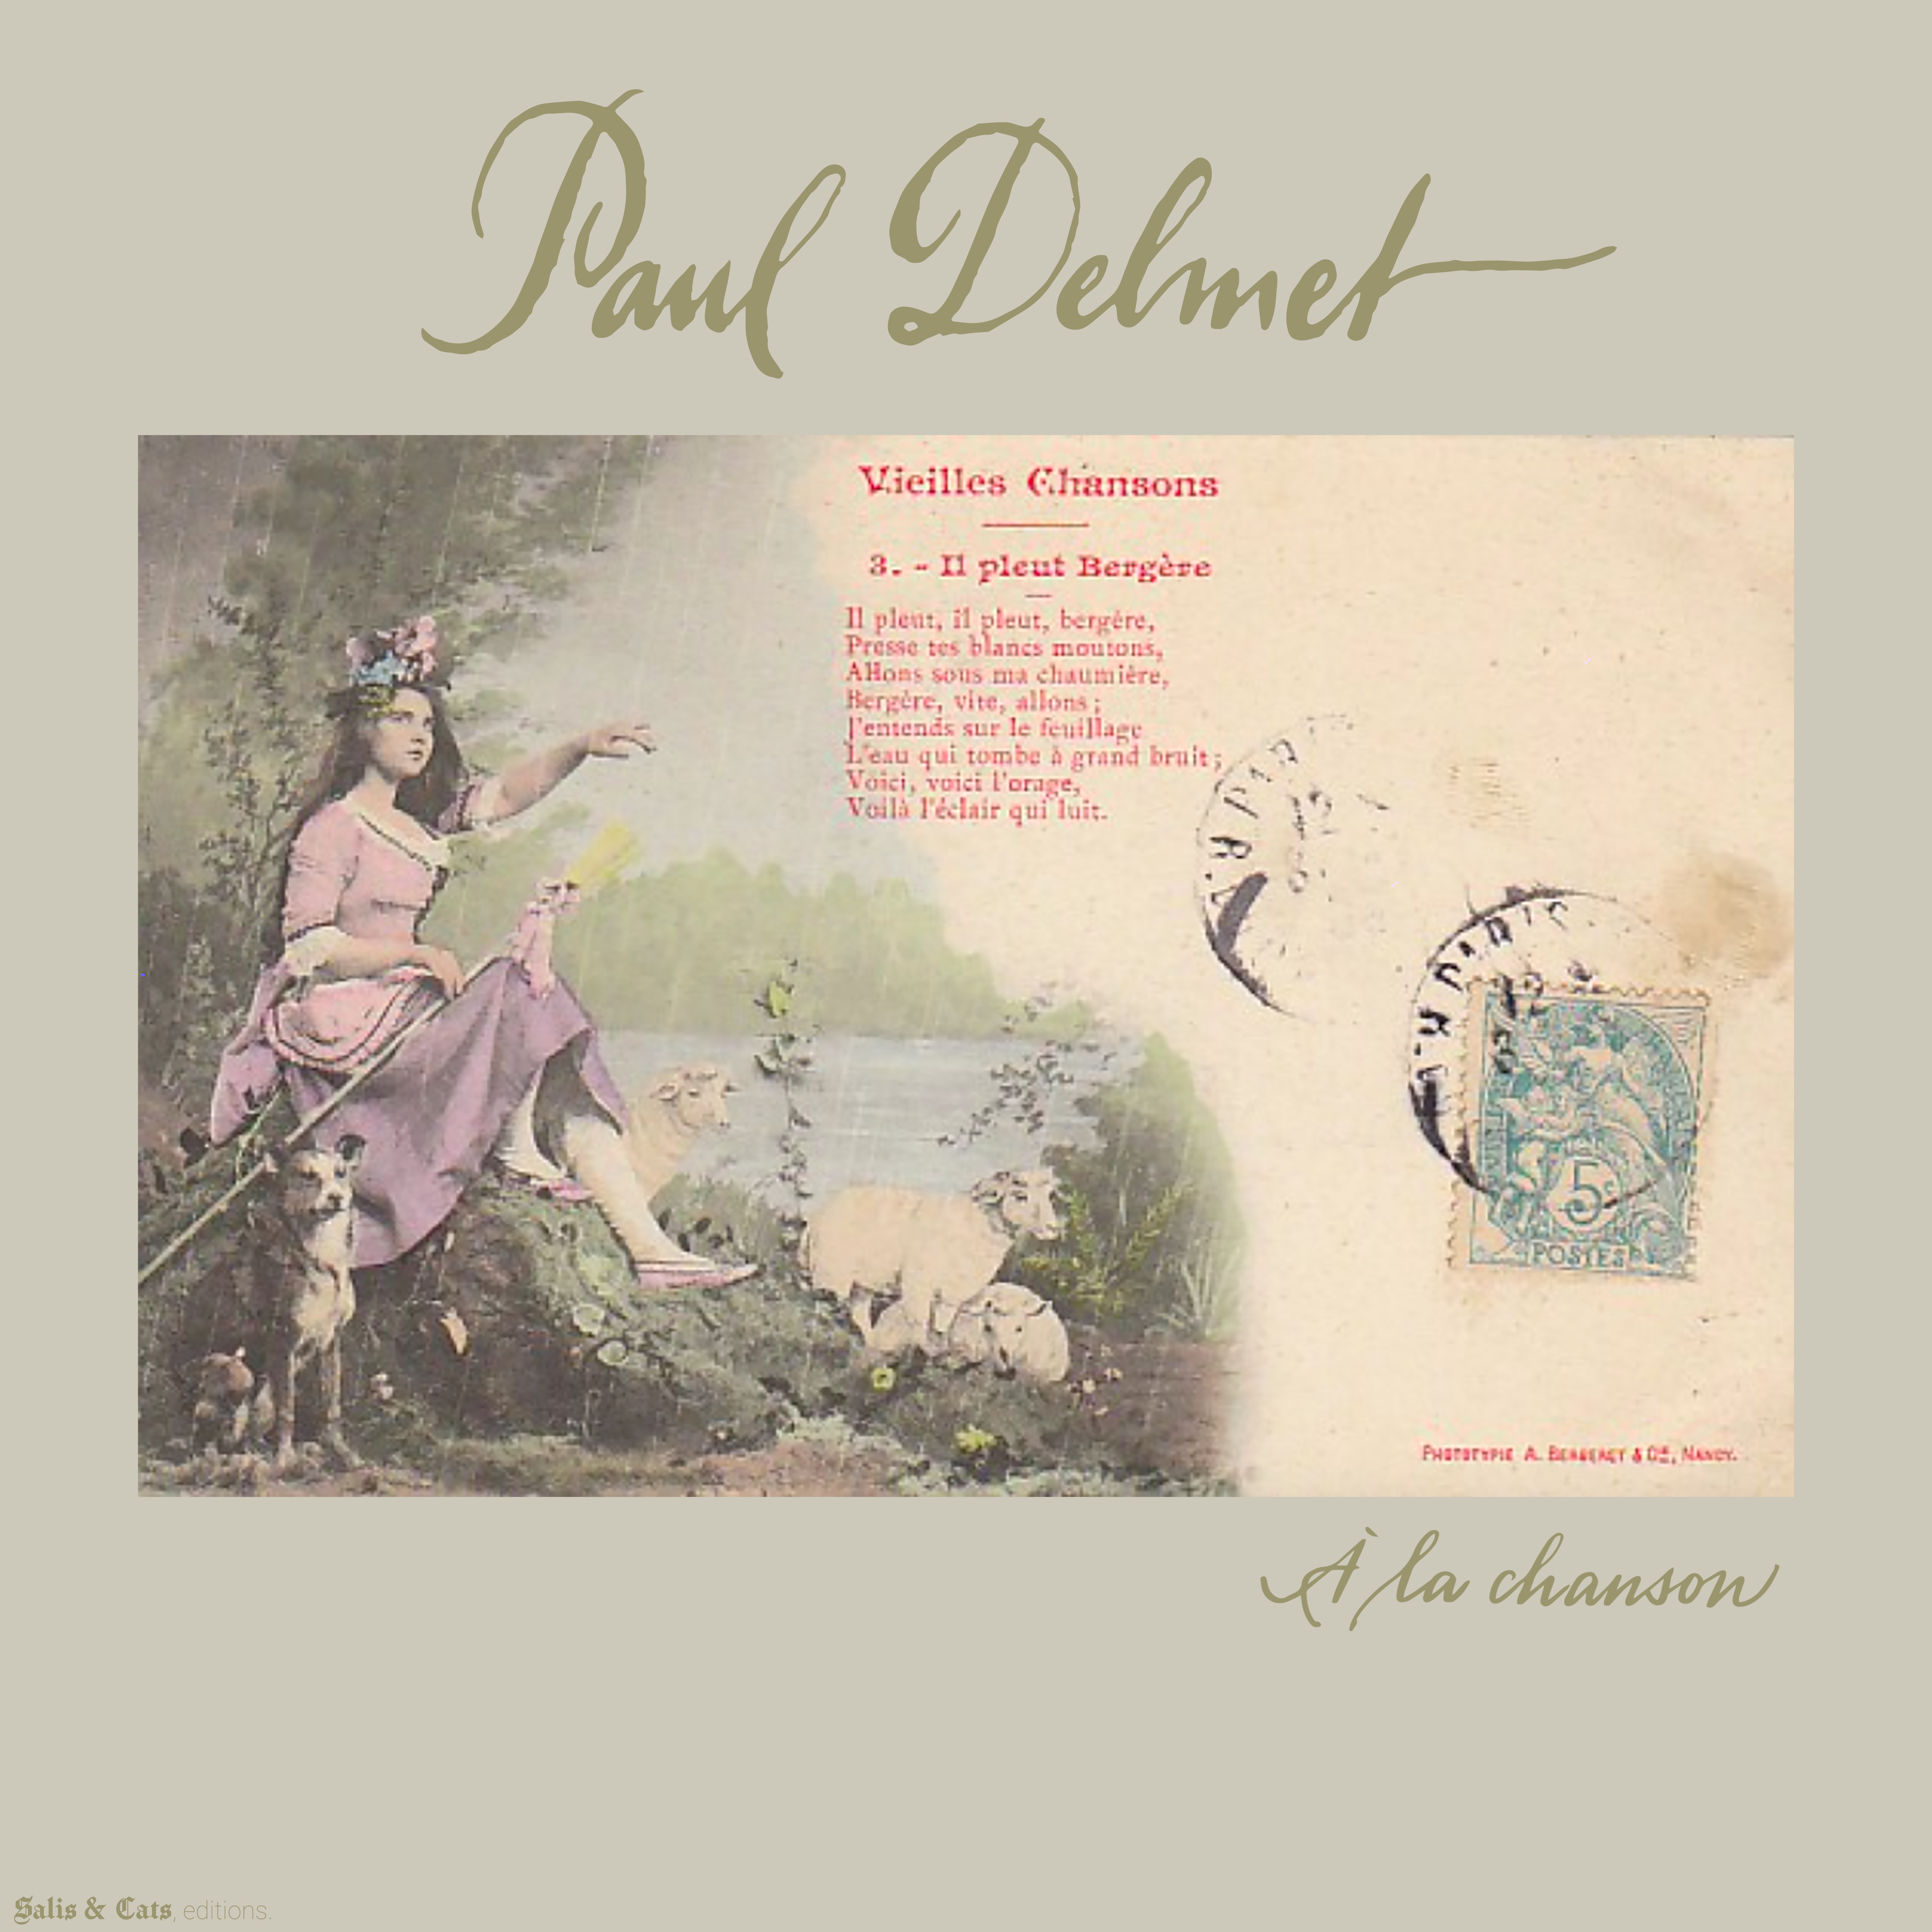 Paul Delmet
Vieilles Chansons
3. - Il pleut Bergère
Il pleut, il pleut, bergère,
Presse tes blancs moutons,
Allons sous ma chaumière,
Bergère, vite, allons ;
J'entends sur le feuillage
L'eau qui tombe à grand bruit ;
Voici, voici l'orage,
Voilà l'éclair qui luit.
5c
POSTES
PHOTOTYPIE A. BERGERET & Cie, NANCY.
À la chanson
Salis & Cats, editions.